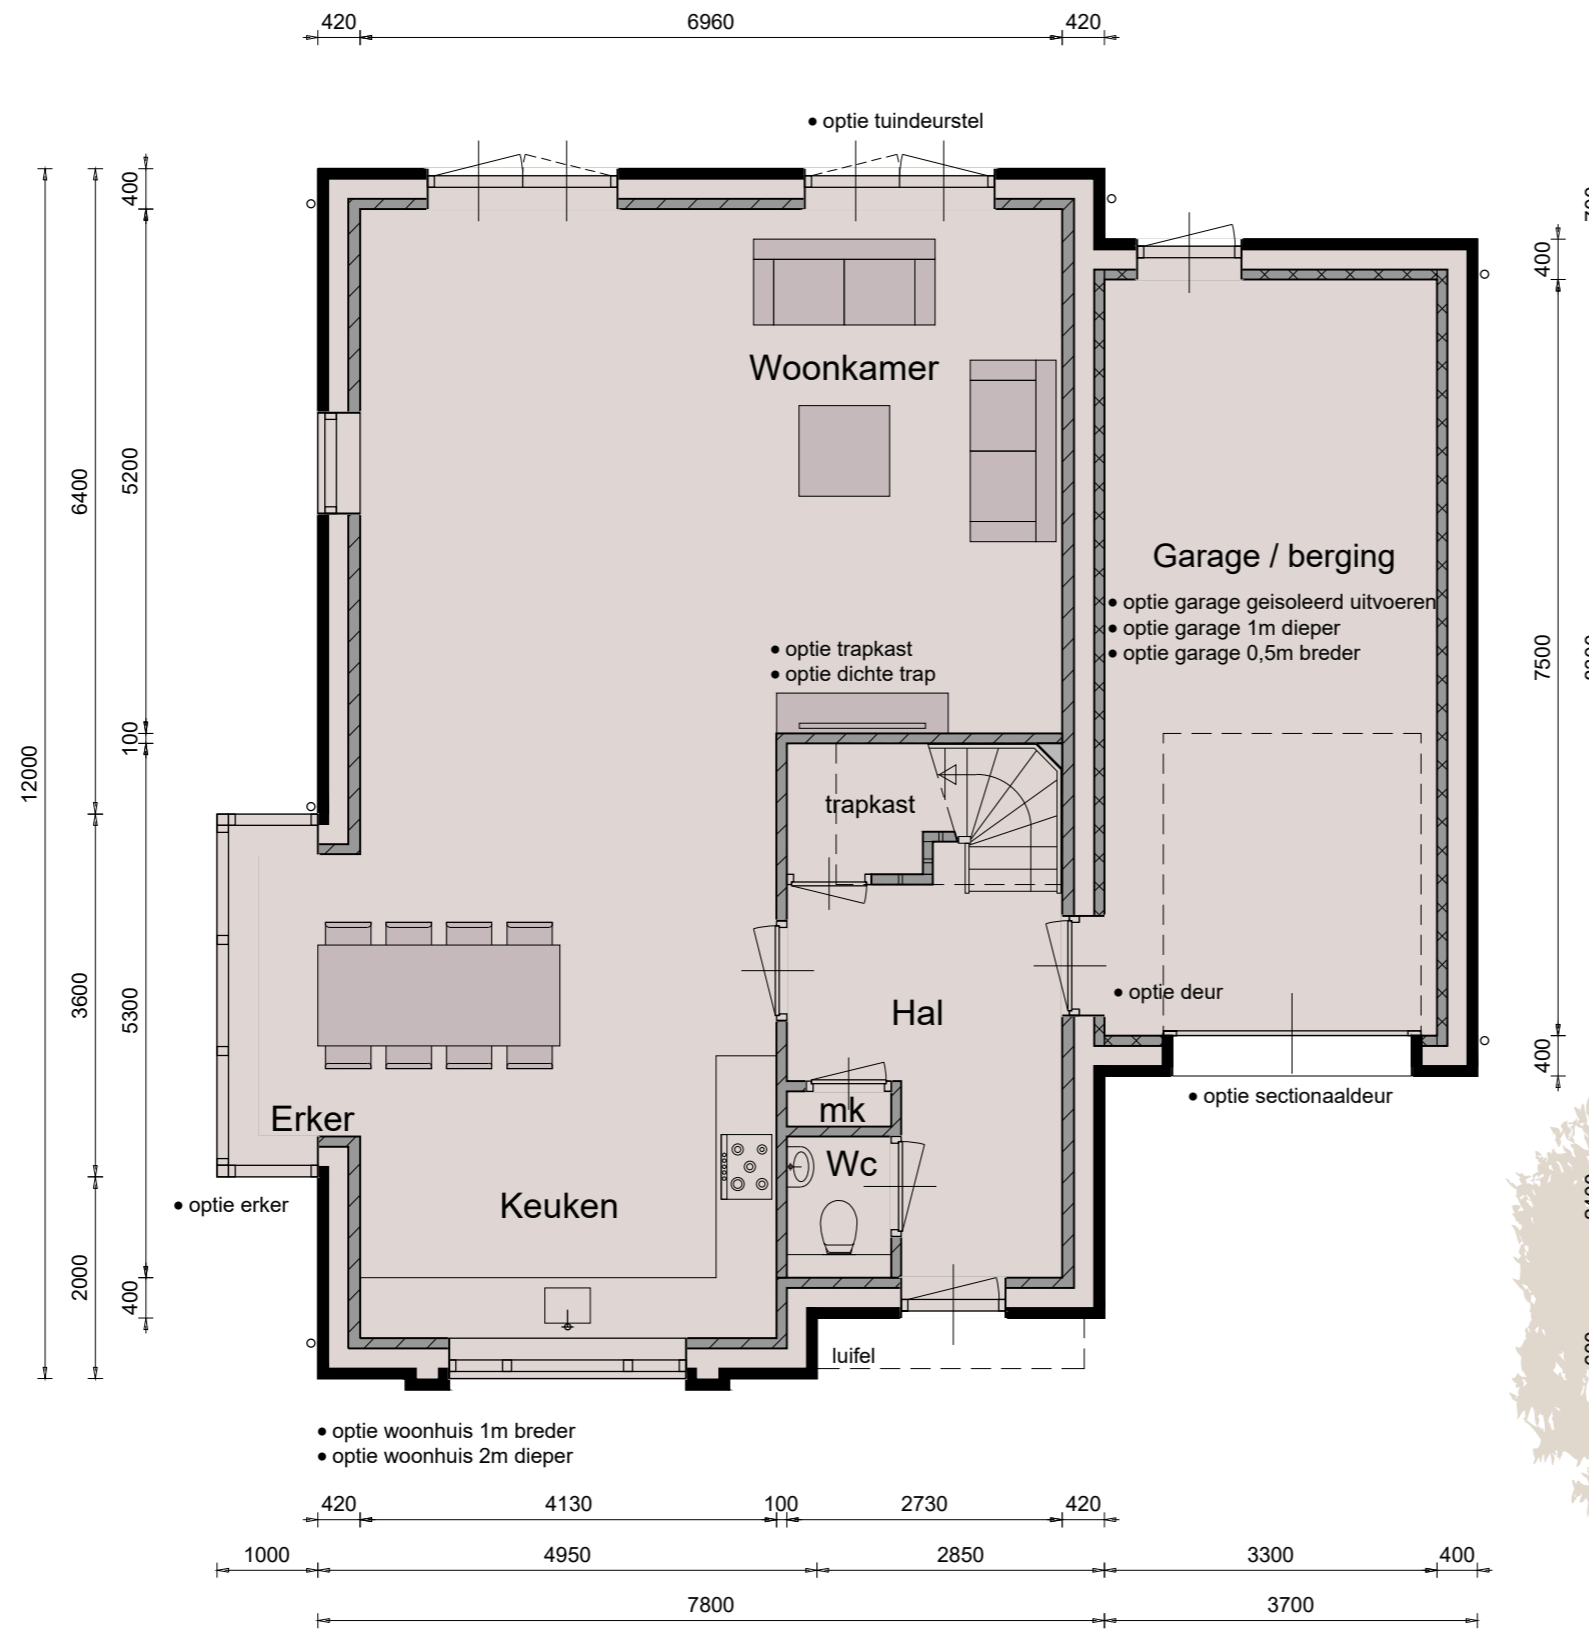 420 6960 420
• optie tuindeurstel
400
400
Woonkamer
5200
6400
Garage / berging
• optie garage geisoleerd uitvoeren
• optie garage 1m dieper
• optie garage 0,5m breder
7500
• optie trapkast
• optie dichte trap
100
12000
trapkast
3600
5300
• optie deur
Hal
400
• optie sectionaaldeur
mk
Erker
Wc
• optie erker
Keuken
2000
400
luifel
• optie woonhuis 1m breder
• optie woonhuis 2m dieper
420 4130 100 2730 420
1000 4950 2850 3300 400
7800 3700